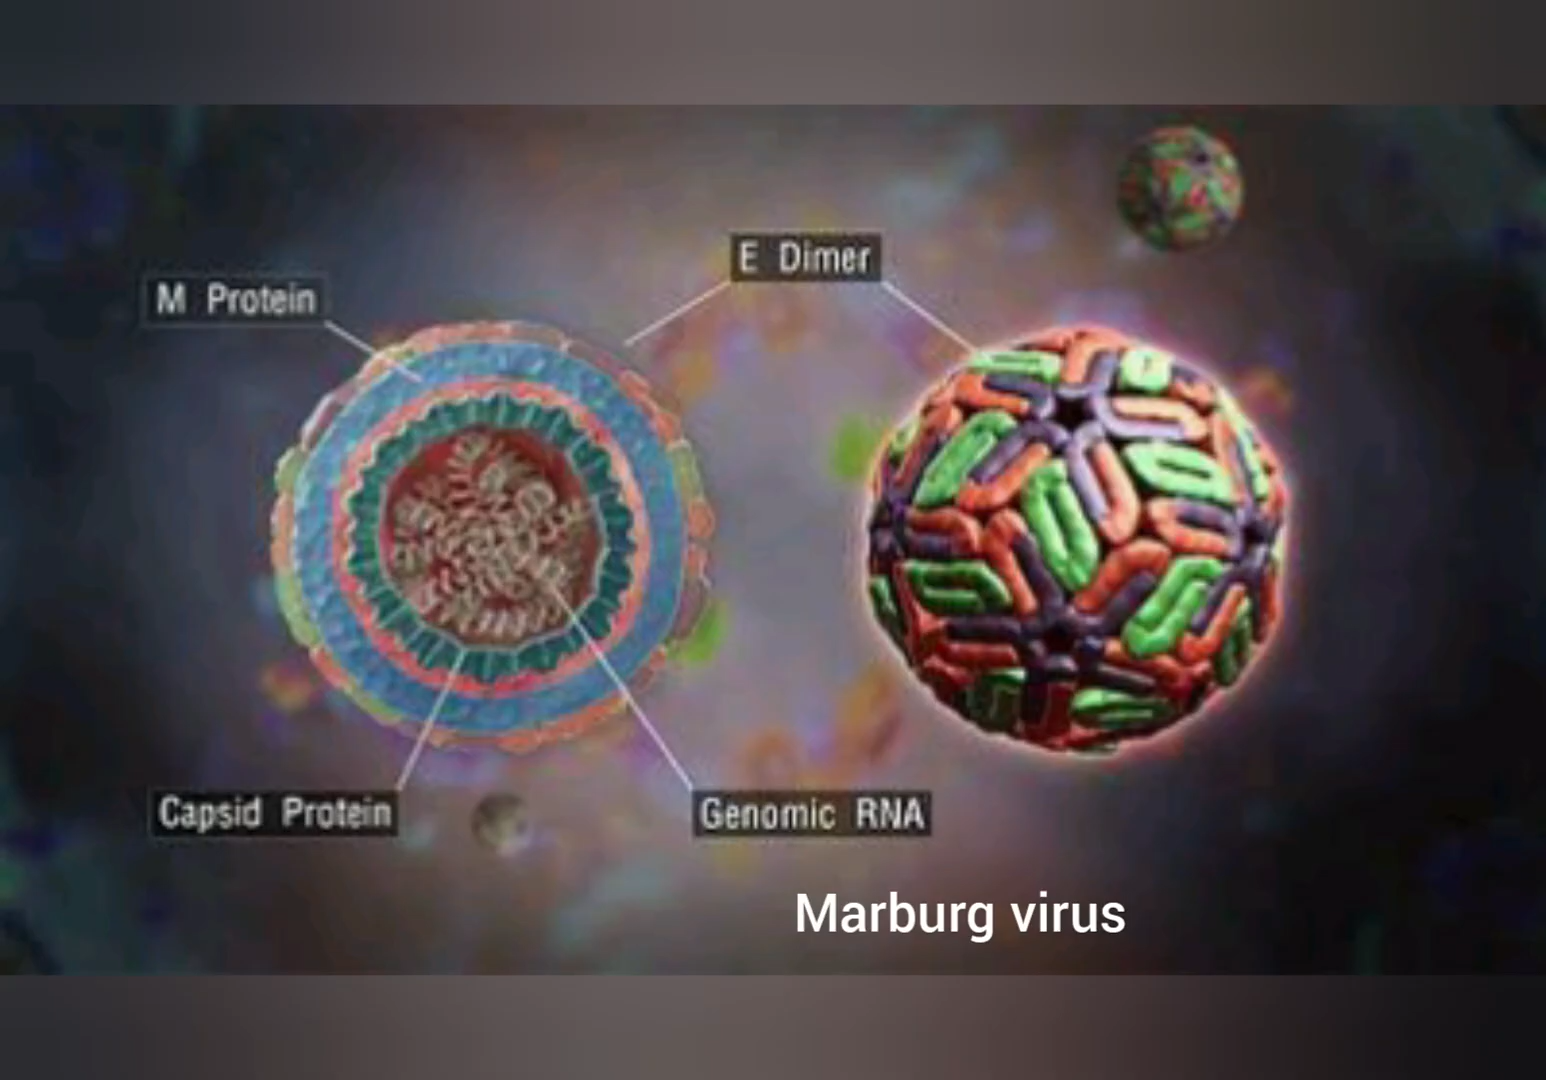 E Dimer
M Protein
Capsid Protein
Genomic RNA
Marburg virus